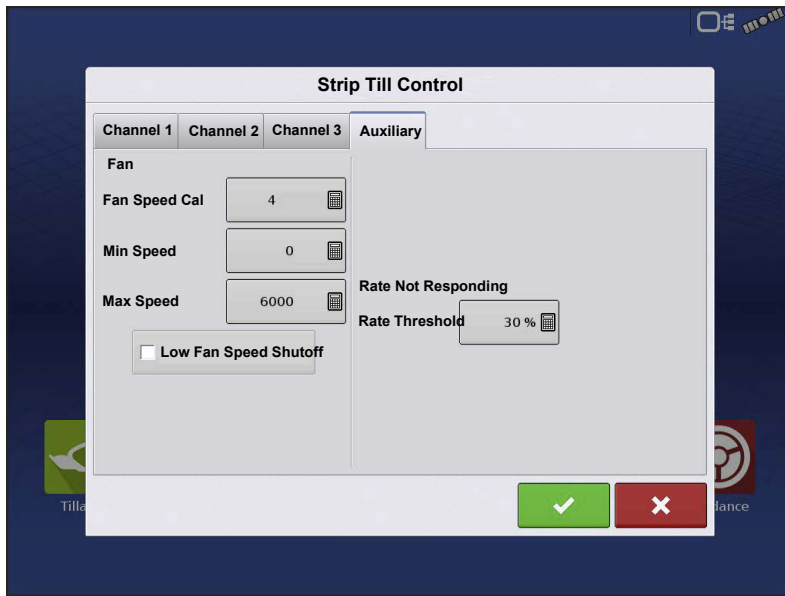 Strip Till Control
Channel 1 Channel 2 Channel 3 Auxiliary
Fan
Fan Speed Cal 4
Min Speed 0
Max Speed 6000
Low Fan Speed Shutoff
Rate Not Responding
Rate Threshold 30 %
Tilla
dance